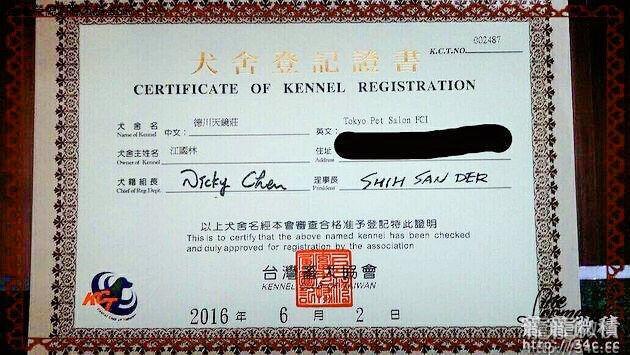 002487
K.C.T.NO.
犬舍登記證書
CERTIFICATE OF KENNEL REGISTRATION
犬舍名 中文: 德川天鏡莊 英文: Tokyo Pet Salon FCI
Name of Kennel
犬舍主姓名 江國林 住址
Owner of Kennel Address
犬籍組長 Nicky Chen 理事長 SHIH SAN DER
Chief of Reg.Dept. President
以上犬舍名經本會審查合格准予登記特此證明
This is to certify that the above named kennel has been checked
and duly approved for registration by the association
台灣畜犬協會
KENNEL CLUB OF TAIWAN
KCT
2016 年 6 月 2 日
http://34c.cc